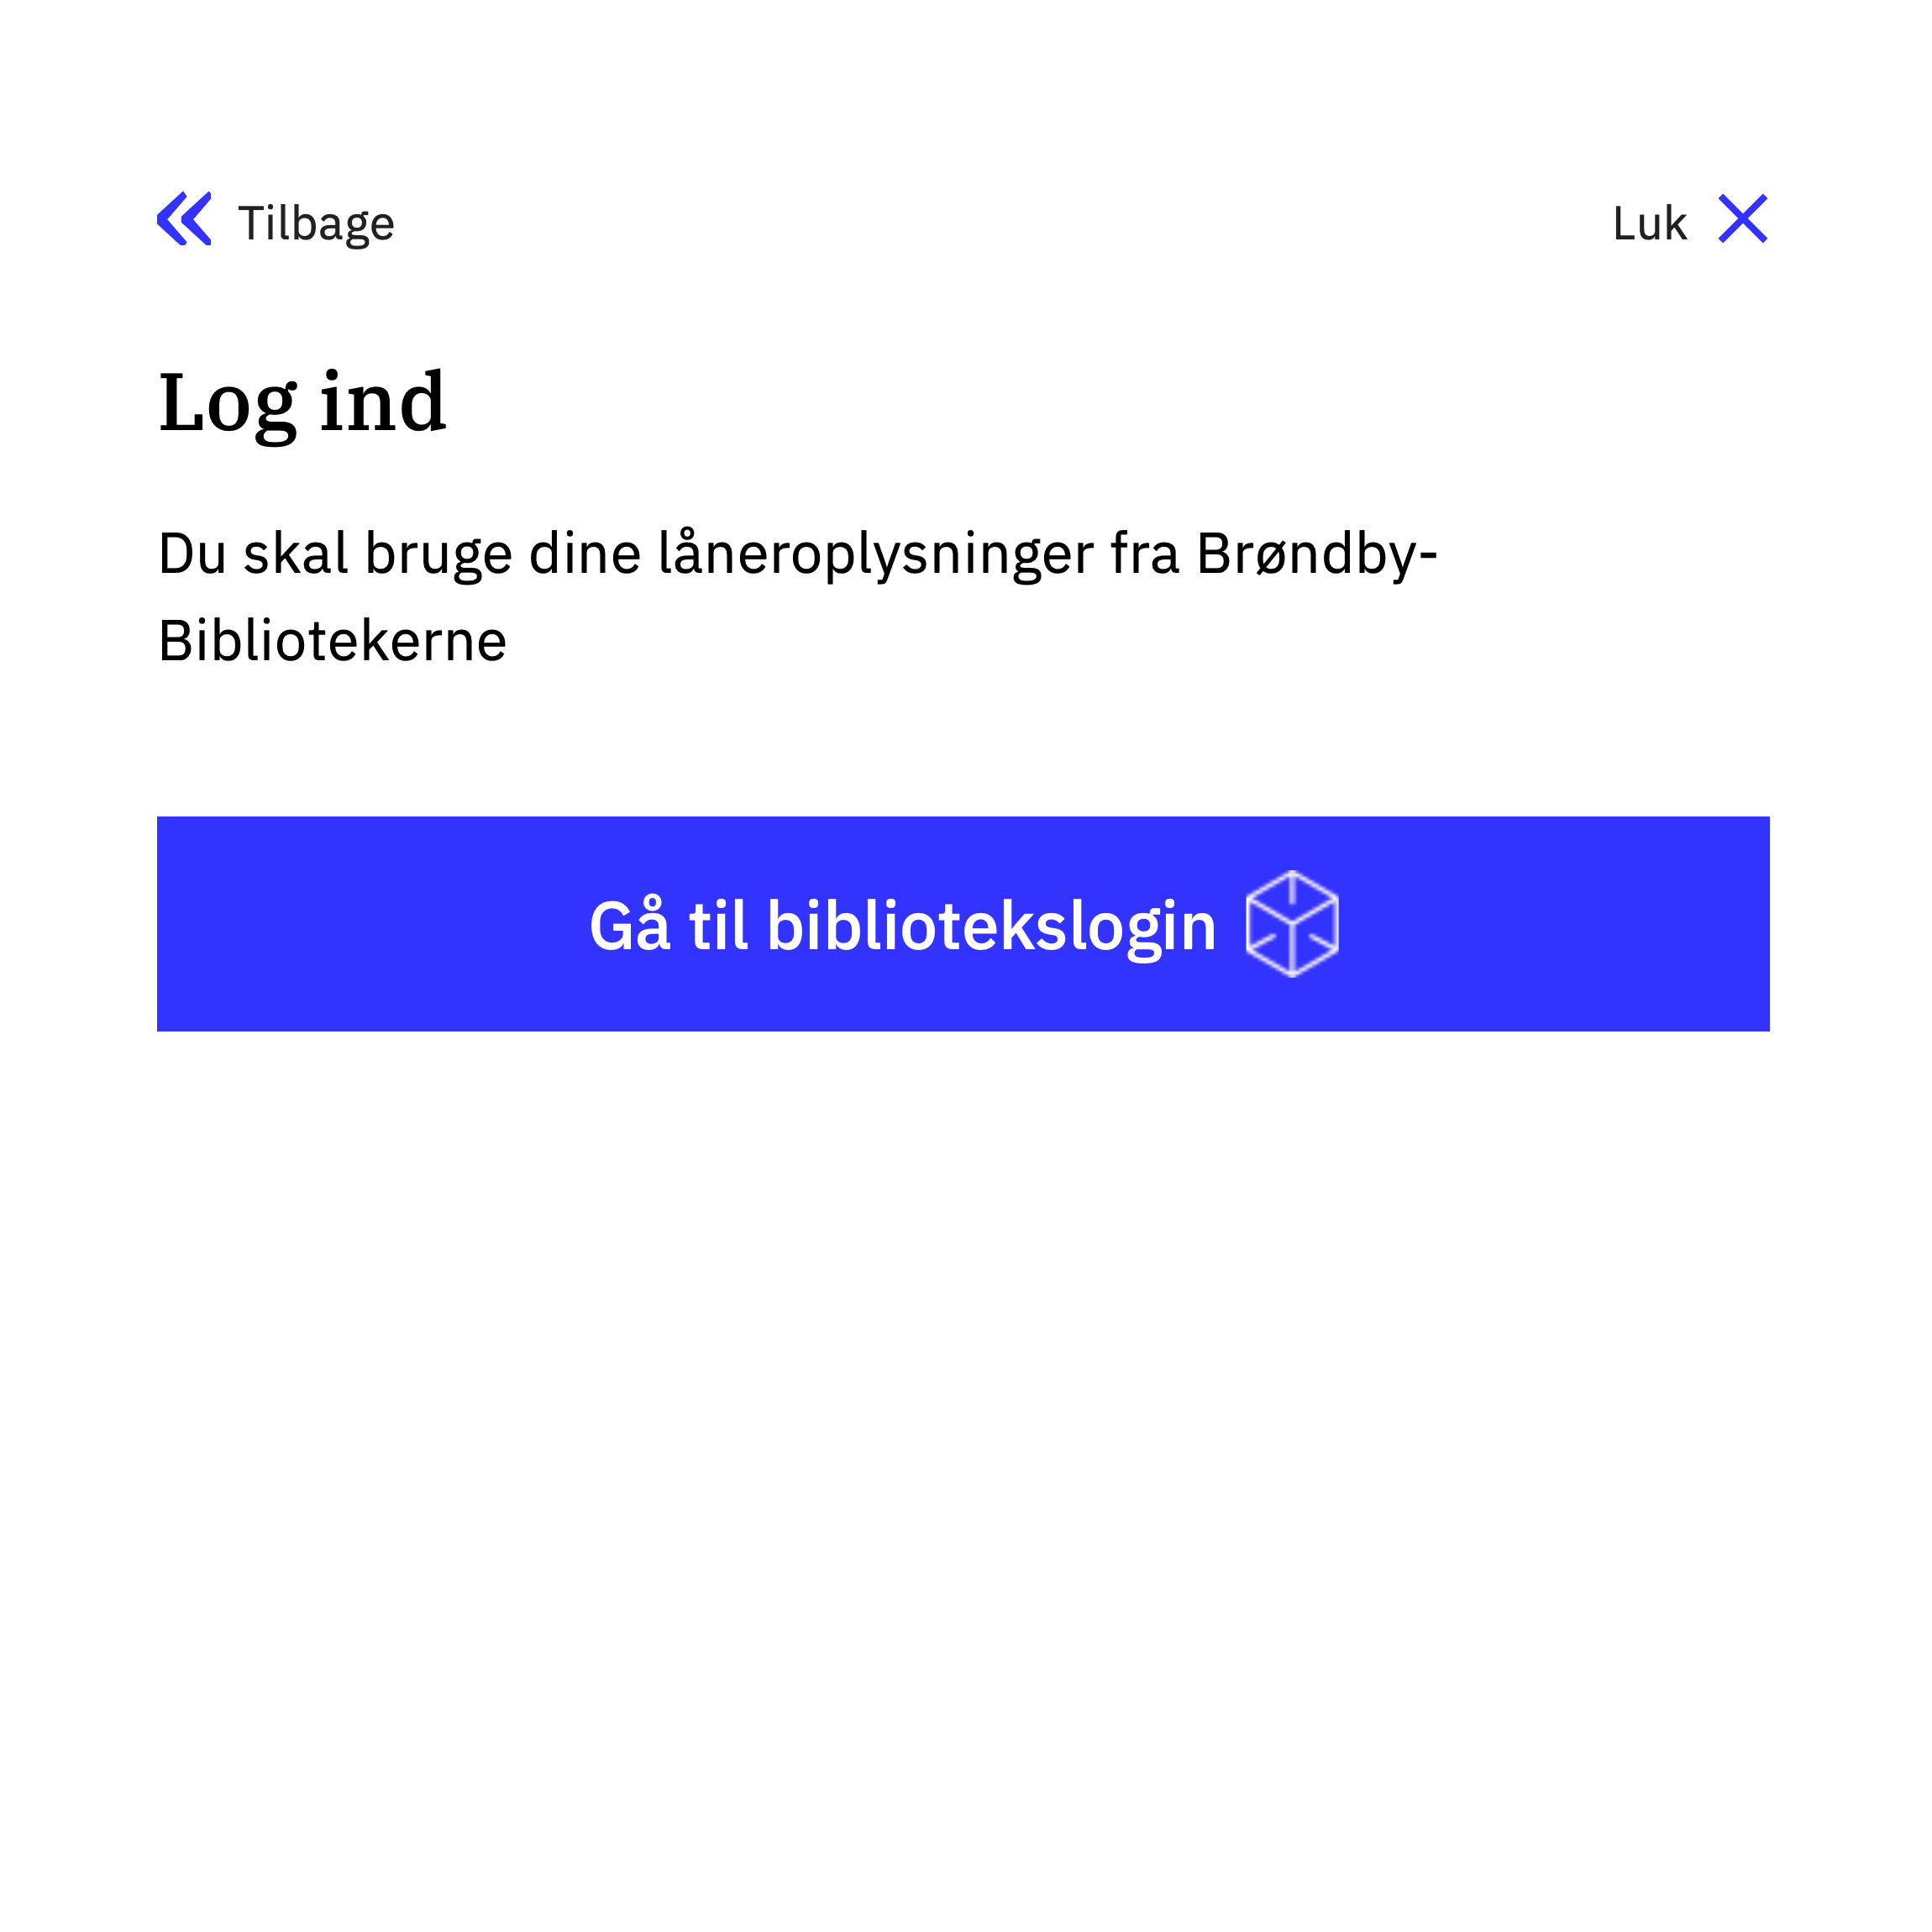 Tilbage
Luk
Log ind
Du skal bruge dine låneroplysninger fra Brøndby-
Bibliotekerne
Gå til bibliotekslogin